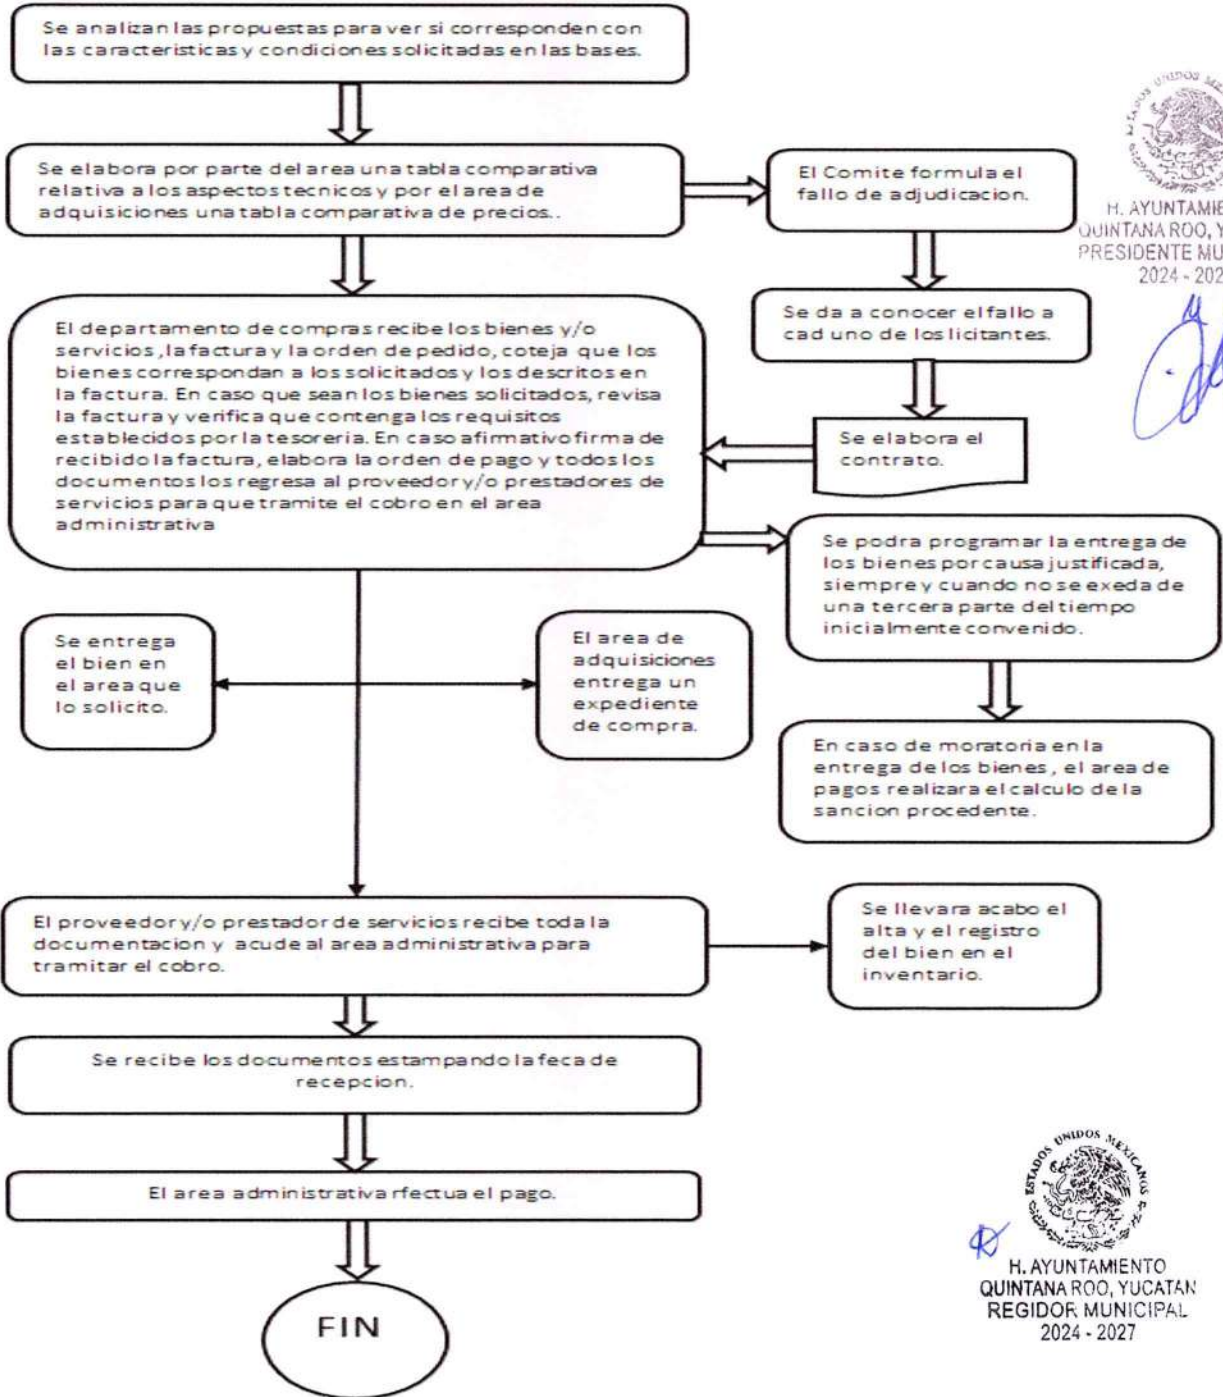 Se analizan las propuestas para ver si corresponden con
las caracteristicas y condiciones solicitadas en las bases.
Se elabora por parte del area una tabla comparativa
relativa a los aspectos tecnicos y por el area de
adquisiciones una tabla comparativa de precios..
El Comite formula el
fallo de adjudicacion.
Se da a conocer el fallo a
cad uno de los licitantes.
Se elabora el
contrato.
El departamento de compras recibe los bienes y/o
servicios ,la factura y la orden de pedido, coteja que los
bienes correspondan a los solicitados y los descritos en
la factura. En caso que sean los bienes solicitados, revisa
la factura y verifica que contenga los requisitos
establecidos por la tesoreria. En caso afirmativo firma de
recibido la factura, elabora la orden de pago y todos los
documentos los regresa al proveedor y/o prestadores de
servicios para que tramite el cobro en el area
administrativa
Se podra programar la entrega de
los bienes por causa justificada,
siempre y cuando no se exeda de
una tercera parte del tiempo
inicialmente convenido.
En caso de moratoria en la
entrega de los bienes , el area de
pagos realizara el calculo de la
sancion procedente.
Se entrega
el bien en
el area que
lo solicito.
El area de
adquisiciones
entrega un
expediente
de compra.
El proveedor y/o prestador de servicios recibe toda la
documentacion y acude al area administrativa para
tramitar el cobro.
Se llevara acabo el
alta y el registro
del bien en el
inventario.
Se recibe los documentos estampando la feca de
recepcion.
El area administrativa rfectua el pago.
FIN
UNIDOS
H. AYUNTAMIE
QUINTANA ROO, Y
PRESIDENTE MU
2024 - 202
ESTADOS UNIDOS MEXICANOS
H. AYUNTAMIENTO
QUINTANA ROO, YUCATAN
REGIDOR MUNICIPAL
2024 - 2027